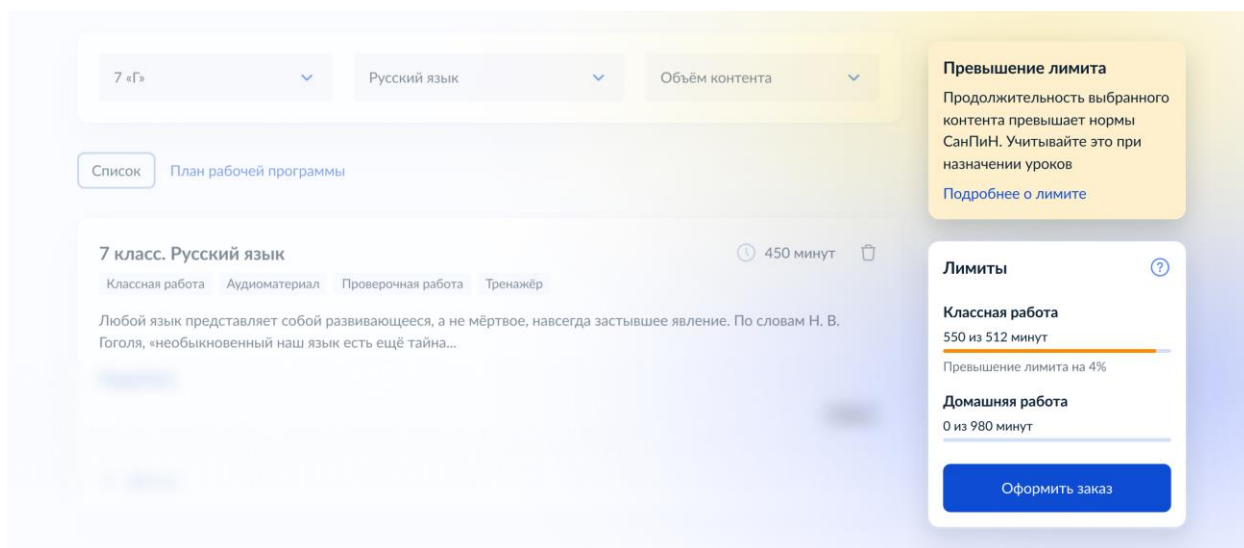 7 «Г»
Русский язык
Объём контента
Список
План рабочей программы
7 класс. Русский язык
450 минут
Классная работа
Аудиоматериал
Проверочная работа
Тренажёр
Любой язык представляет собой развивающееся, а не мёртвое, навсегда застывшее явление. По словам Н. В.
Гоголя, «необыкновенный наш язык есть ещё тайна...
Превышение лимита
Продолжительность выбранного
контента превышает нормы
СанПиН. Учитывайте это при
назначении уроков
Подробнее о лимите
Лимиты
?
Классная работа
550 из 512 минут
Превышение лимита на 4%
Домашняя работа
0 из 980 минут
Оформить заказ